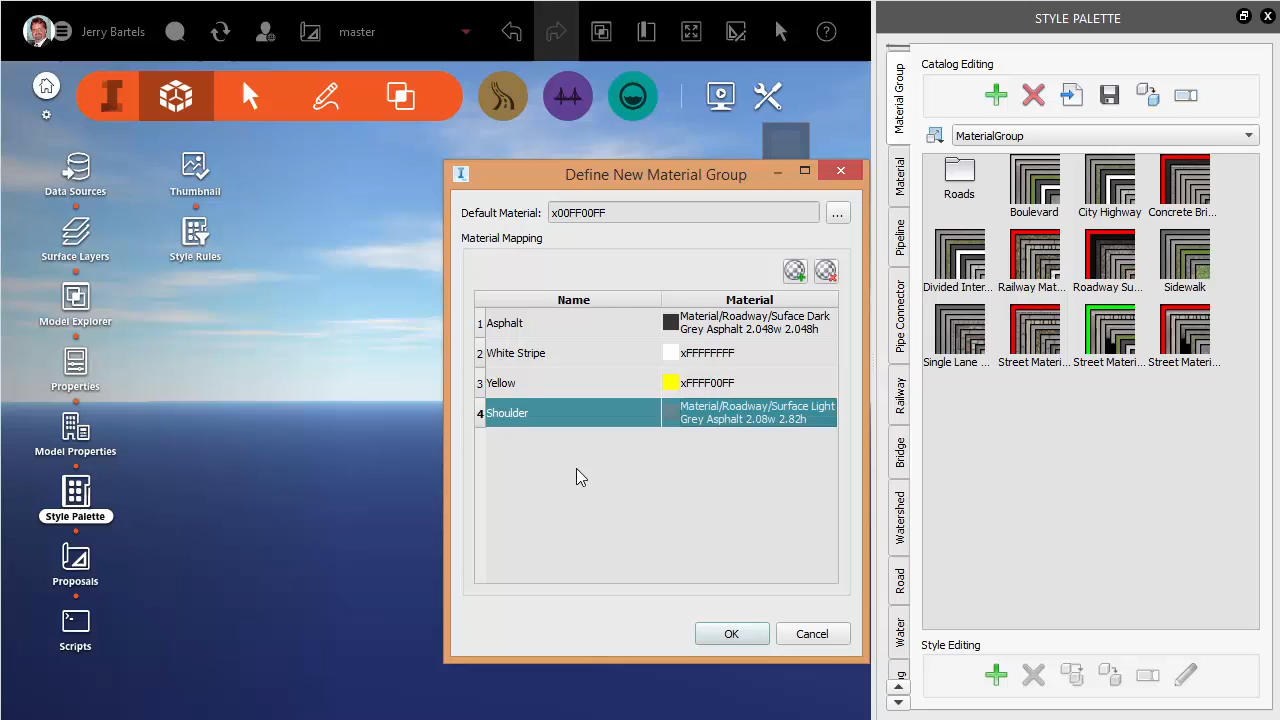 Jerry Bartels
master
?
STYLE PALETTE
Data Sources
Thumbnail
Surface Layers
Style Rules
Model Explorer
Properties
Model Properties
Style Palette
Proposals
Scripts
Define New Material Group
Default Material:
x00FF00FF
...
Material Mapping
Name
Material
1
Asphalt
Material/Roadway/Suface Dark
Grey Asphalt 2.048w 2.048h
2
White Stripe
xFFFFFFFF
3
Yellow
xFFFF00FF
4
Shoulder
Material/Roadway/Surface Light
Grey Asphalt 2.08w 2.82h
OK
Cancel
Material Group
Material
Pipeline
Pipe Connector
Railway
Bridge
Watershed
Road
Water
Catalog Editing
MaterialGroup
Roads
Boulevard
City Highway
Concrete Bri...
Divided Inter...
Railway Mat...
Roadway Su...
Sidewalk
Single Lane ...
Street Materi...
Street Materi...
Street Materi...
Style Editing